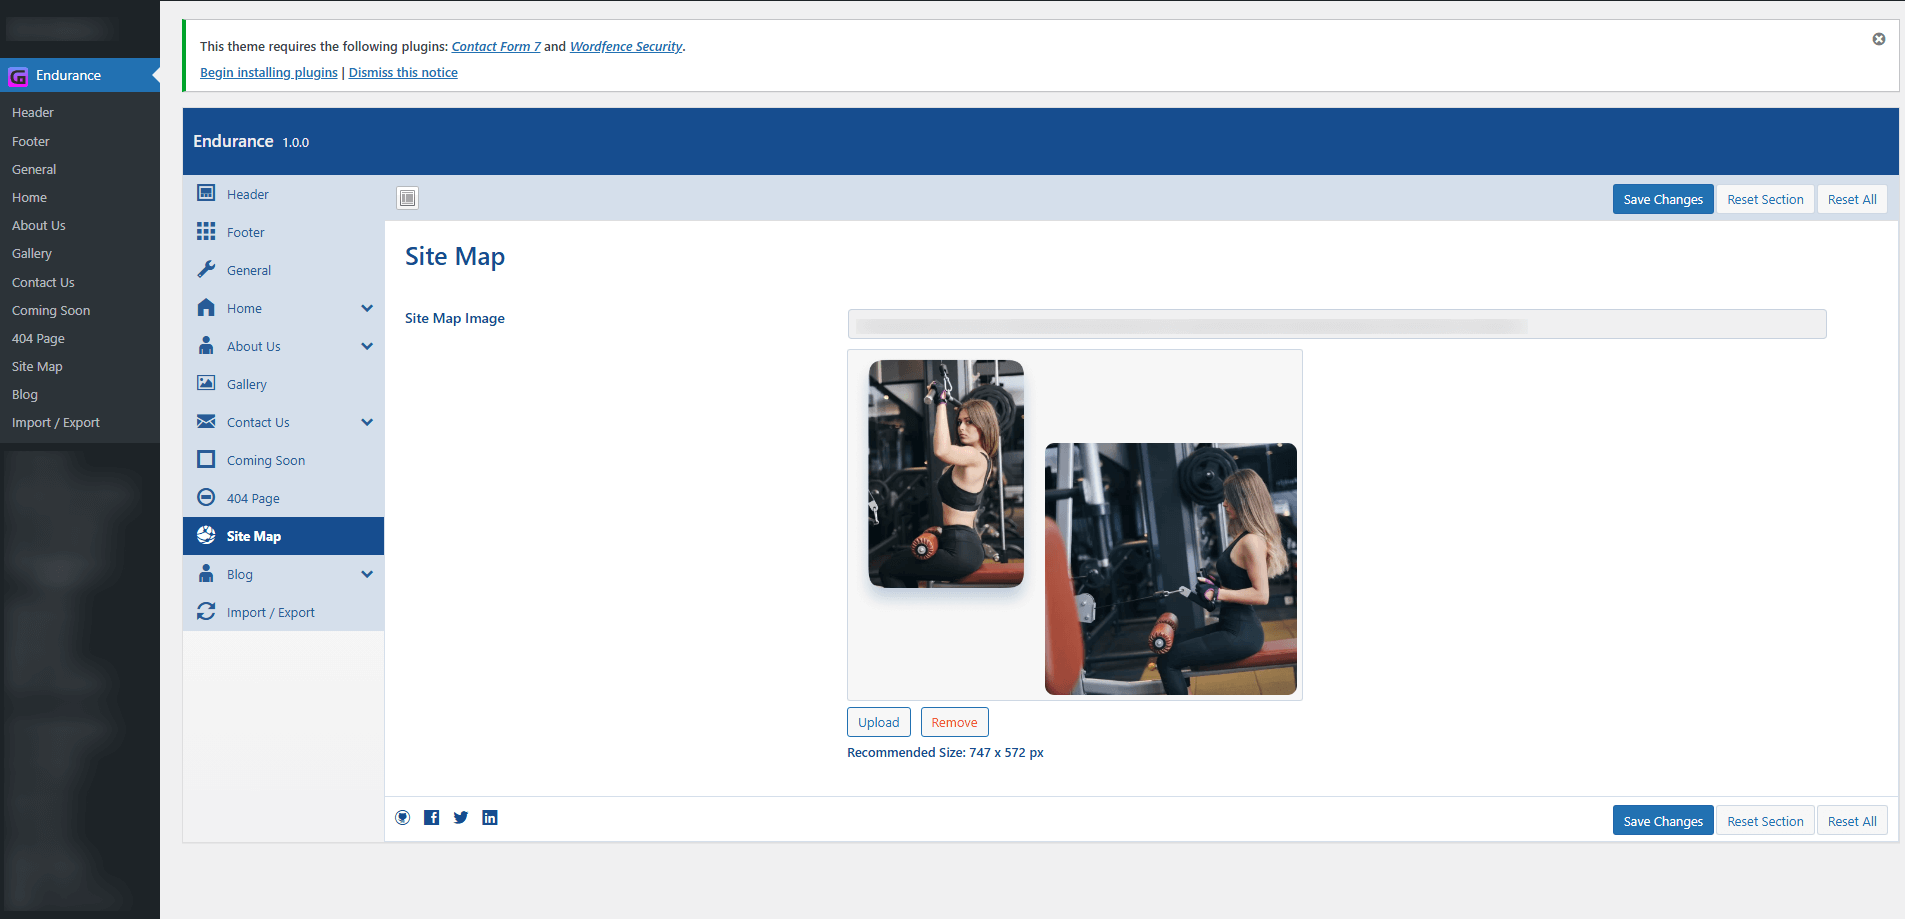 This theme requires the following plugins: Contact Form 7 and Wordfence Security.
Begin installing plugins | Dismiss this notice
Endurance
Header
Footer
General
Home
About Us
Gallery
Contact Us
Coming Soon
404 Page
Site Map
Blog
Import / Export
Endurance 1.0.0
Header
Footer
General
Home
About Us
Gallery
Contact Us
Coming Soon
404 Page
Site Map
Blog
Import / Export
Save Changes
Reset Section
Reset All
Site Map
Site Map Image
Upload
Remove
Recommended Size: 747 x 572 px
Save Changes
Reset Section
Reset All